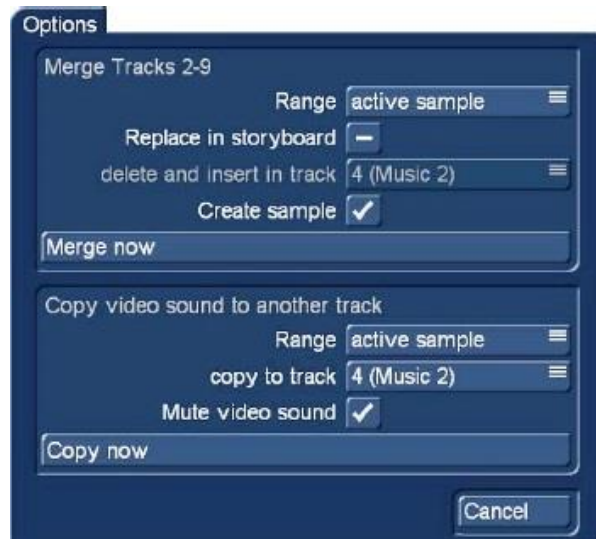 Options
Merge Tracks 2-9
Range active sample
Replace in storyboard
delete and insert in track 4 (Music 2)
Create sample
Merge now
Copy video sound to another track
Range active sample
copy to track 4 (Music 2)
Mute video sound
Copy now
Cancel